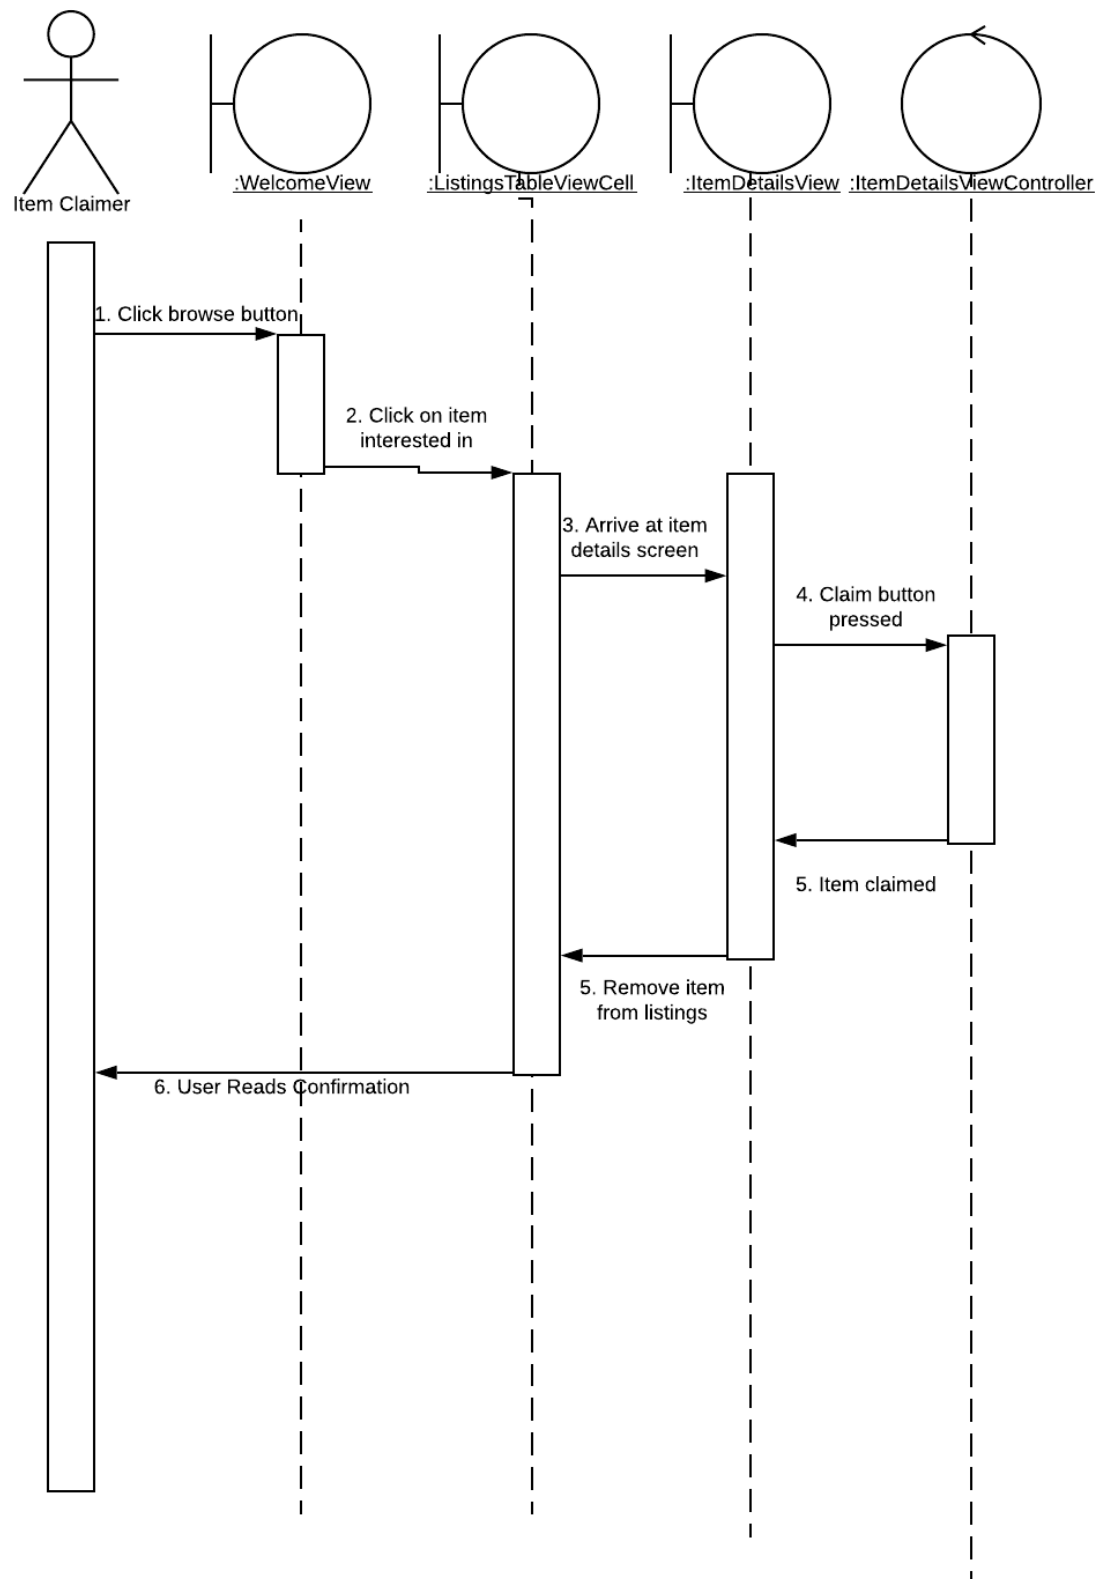 Item Claimer
:WelcomeView
:ListingsTableViewCell
:ItemDetailsView
:ItemDetailsViewController
1. Click browse button
2. Click on item
interested in
3. Arrive at item
details screen
4. Claim button
pressed
5. Item claimed
5. Remove item
from listings
6. User Reads Confirmation